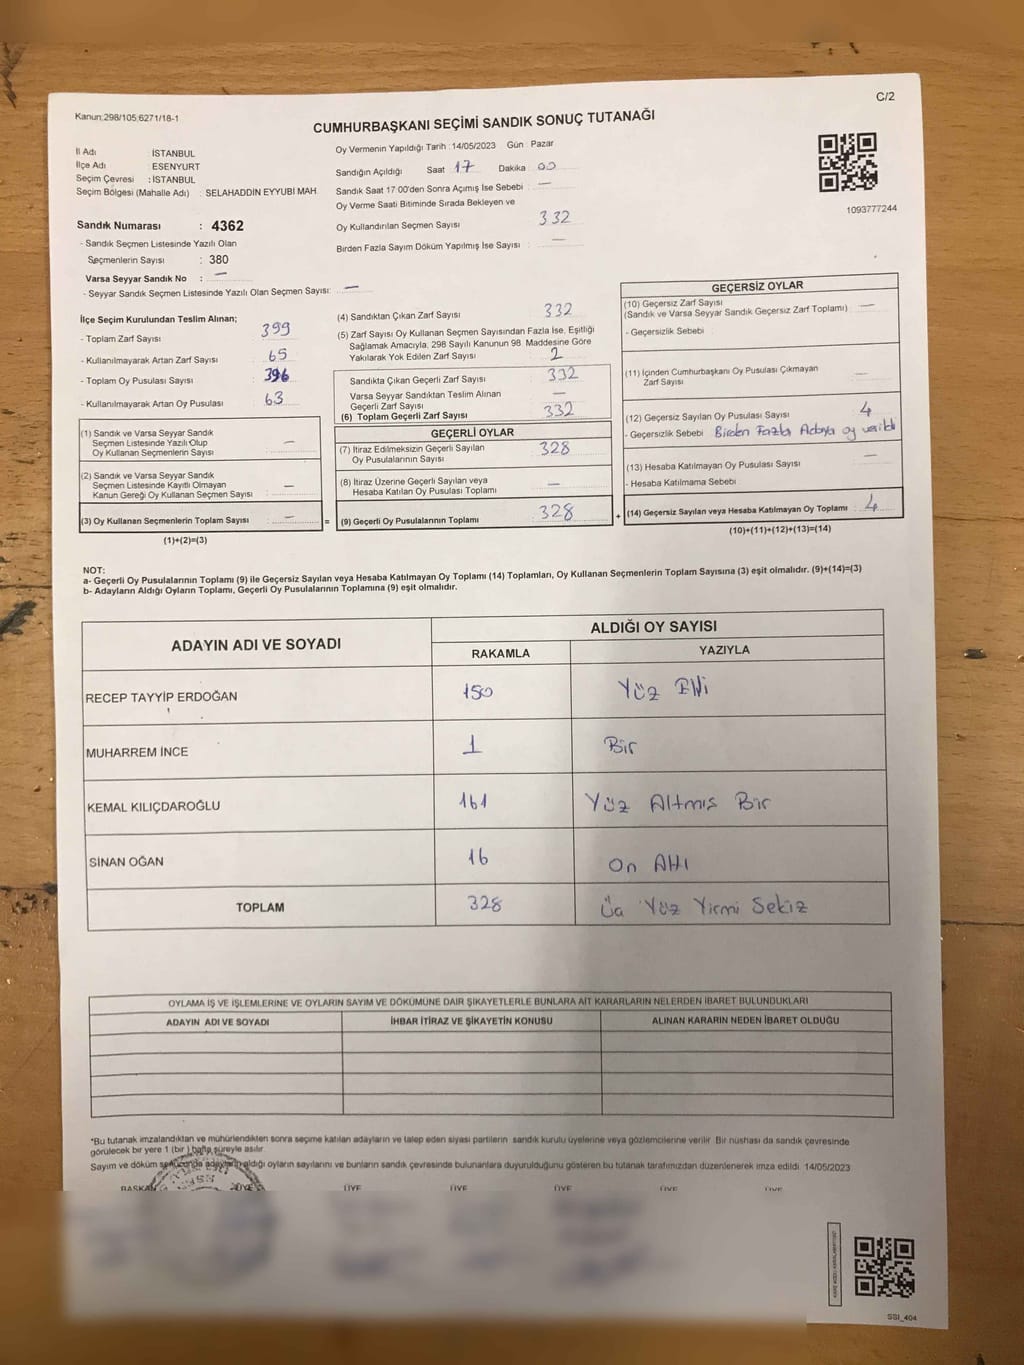 Kanun:298/105;6271/18-1
C/2
CUMHURBAŞKANI SEÇİMİ SANDIK SONUÇ TUTANAĞI
İl Adı : İSTANBUL
İlçe Adı : ESENYURT
Seçim Çevresi : İSTANBUL
Seçim Bölgesi (Mahalle Adı) : SELAHADDİN EYYUBİ MAH.
Oy Vermenin Yapıldığı Tarih : 14/05/2023 Gün : Pazar
Sandığın Açıldığı Saat 17 Dakika 00
Sandık Saat 17:00'den Sonra Açımış İse Sebebi : —
Oy Verme Saati Bitiminde Sırada Bekleyen ve
Oy Kullandırılan Seçmen Sayısı : 332
Birden Fazla Sayım Döküm Yapılmış İse Sayısı : —
1093777244
Sandık Numarası : 4362
- Sandık Seçmen Listesinde Yazılı Olan
Seçmenlerin Sayısı : 380
Varsa Seyyar Sandık No : —
- Seyyar Sandık Seçmen Listesinde Yazılı Olan Seçmen Sayısı: —
İlçe Seçim Kurulundan Teslim Alınan;
- Toplam Zarf Sayısı : 399
- Kullanılmayarak Artan Zarf Sayısı : 65
- Toplam Oy Pusulası Sayısı : 396
- Kullanılmayarak Artan Oy Pusulası : 63
(1) Sandık ve Varsa Seyyar Sandık
Seçmen Listesinde Yazılı Olup
Oy Kullanan Seçmenlerin Sayısı : —
(2) Sandık ve Varsa Seyyar Sandık
Seçmen Listesinde Kayıtlı Olmayan
Kanun Gereği Oy Kullanan Seçmen Sayısı : —
(3) Oy Kullanan Seçmenlerin Toplam Sayısı : — =
(1)+(2)=(3)
(4) Sandıktan Çıkan Zarf Sayısı : 332
(5) Zarf Sayısı Oy Kullanan Seçmen Sayısından Fazla İse, Eşitliği
Sağlamak Amacıyla, 298 Sayılı Kanunun 98. Maddesine Göre
Yakılarak Yok Edilen Zarf Sayısı : 2
Sandıkta Çıkan Geçerli Zarf Sayısı : 332
Varsa Seyyar Sandıktan Teslim Alınan
Geçerli Zarf Sayısı : —
(6) Toplam Geçerli Zarf Sayısı : 332
GEÇERLİ OYLAR
(7) İtiraz Edilmeksizin Geçerli Sayılan
Oy Pusulalarının Sayısı : 328
(8) İtiraz Üzerine Geçerli Sayılan veya
Hesaba Katılan Oy Pusulası Toplamı : —
(9) Geçerli Oy Pusulalarının Toplamı : 328 +
GEÇERSİZ OYLAR
(10) Geçersiz Zarf Sayısı
(Sandık ve Varsa Seyyar Sandık Geçersiz Zarf Toplamı) : —
- Geçersizlik Sebebi :
(11) İçinden Cumhurbaşkanı Oy Pusulası Çıkmayan
Zarf Sayısı : —
(12) Geçersiz Sayılan Oy Pusulası Sayısı : 4
- Geçersizlik Sebebi : Birden Fazla Adaya oy verildi
(13) Hesaba Katılmayan Oy Pusulası Sayısı : —
- Hesaba Katılmama Sebebi :
(14) Geçersiz Sayılan veya Hesaba Katılmayan Oy Toplamı : 4
(10)+(11)+(12)+(13)=(14)
NOT:
a- Geçerli Oy Pusulalarının Toplamı (9) ile Geçersiz Sayılan veya Hesaba Katılmayan Oy Toplamı (14) Toplamları, Oy Kullanan Seçmenlerin Toplam Sayısına (3) eşit olmalıdır. (9)+(14)=(3)
b- Adayların Aldığı Oyların Toplamı, Geçerli Oy Pusulalarının Toplamına (9) eşit olmalıdır.
ADAYIN ADI VE SOYADI
ALDIĞI OY SAYISI
RAKAMLA YAZIYLA
RECEP TAYYİP ERDOĞAN 150 Yüz Elli
MUHARREM İNCE 1 Bir
KEMAL KILIÇDAROĞLU 161 Yüz Altmış Bir
SİNAN OĞAN 16 On Altı
TOPLAM 328 Üç Yüz Yirmi Sekiz
OYLAMA İŞ VE İŞLEMLERİNE VE OYLARIN SAYIM VE DÖKÜMÜNE DAİR ŞİKAYETLERLE BUNLARA AİT KARARLARIN NELERDEN İBARET BULUNDUKLARI
ADAYIN ADI VE SOYADI İHBAR İTİRAZ VE ŞİKAYETİN KONUSU ALINAN KARARIN NEDEN İBARET OLDUĞU
*Bu tutanak imzalandıktan ve mühürlendikten sonra seçime katılan adayların ve talep eden siyasi partilerin sandık kurulu üyelerine veya gözlemcilerine verilir. Bir nüshası da sandık çevresinde
görülecek bir yere 1 (bir) hafta süreyle asılır.
Sayım ve döküm sonucunda adayların aldığı oyların sayılarını ve bunların sandık çevresinde bulunanlara duyurulduğunu gösteren bu tutanak tarafımızdan düzenlenerek imza edildi. 14/05/2023
BAŞKAN ÜYE ÜYE ÜYE ÜYE ÜYE ÜYE
SSI_404